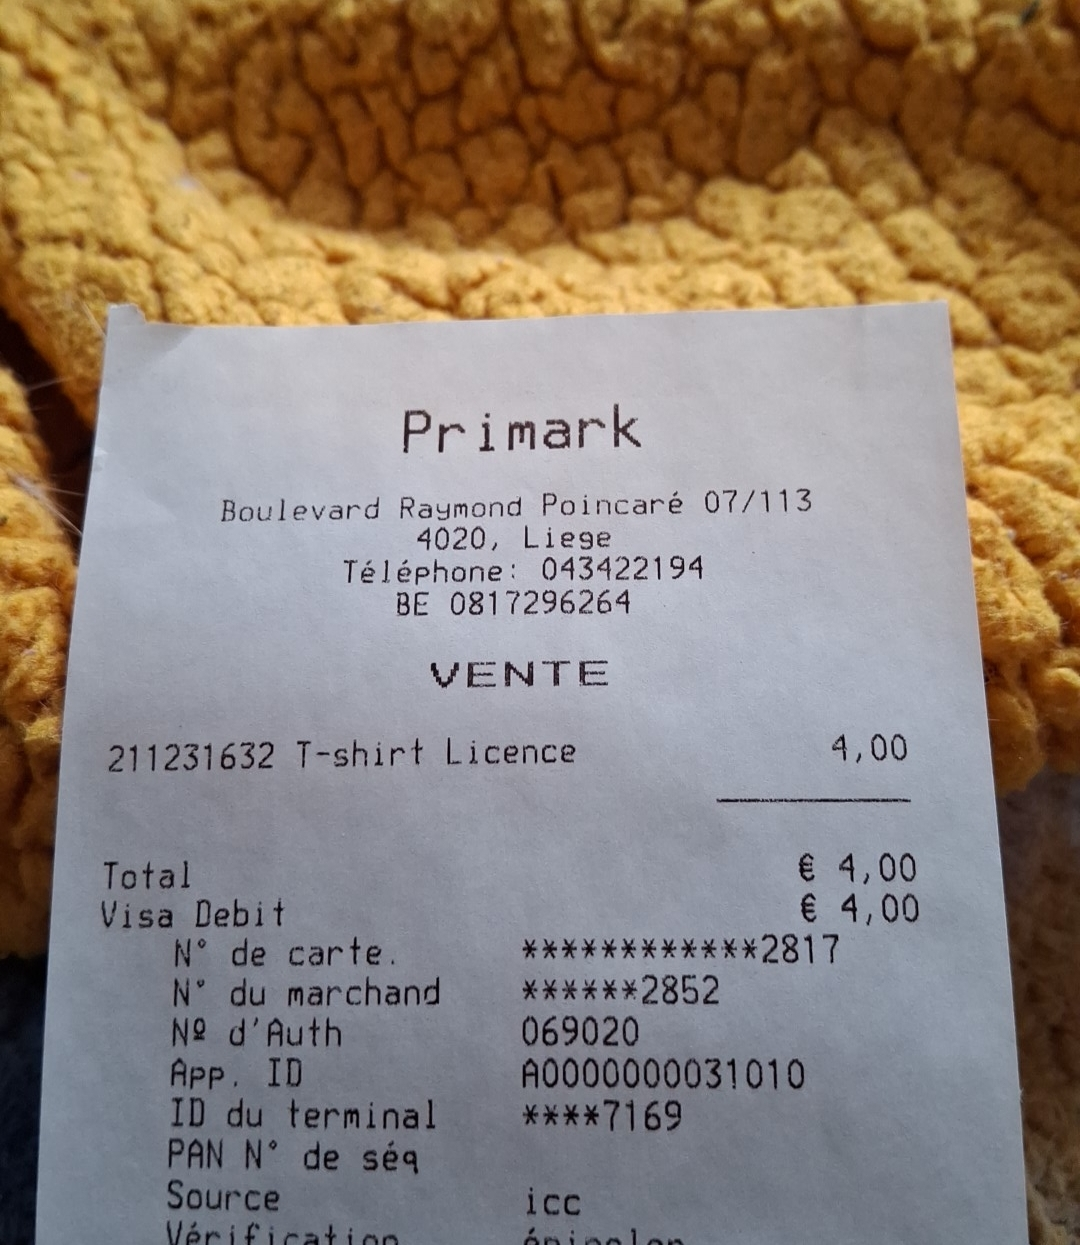 Primark
Boulevard Raymond Poincaré 07/113
4020, Liege
Téléphone: 043422194
BE 0817296264
VENTE
211231632 T-shirt Licence 4,00
Total € 4,00
Visa Debit € 4,00
N° de carte. ************2817
N° du marchand ******2852
Nº d'Auth 069020
App. ID A0000000031010
ID du terminal ****7169
PAN N° de séq
Source icc
Vérification